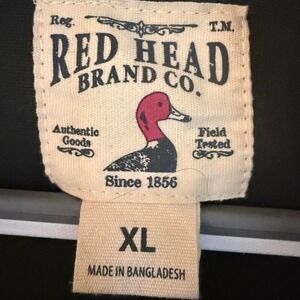 Reg. T.M.
RED HEAD
BRAND CO.
Authentic Goods
Field Tested
Since 1856
XL
MADE IN BANGLADESH